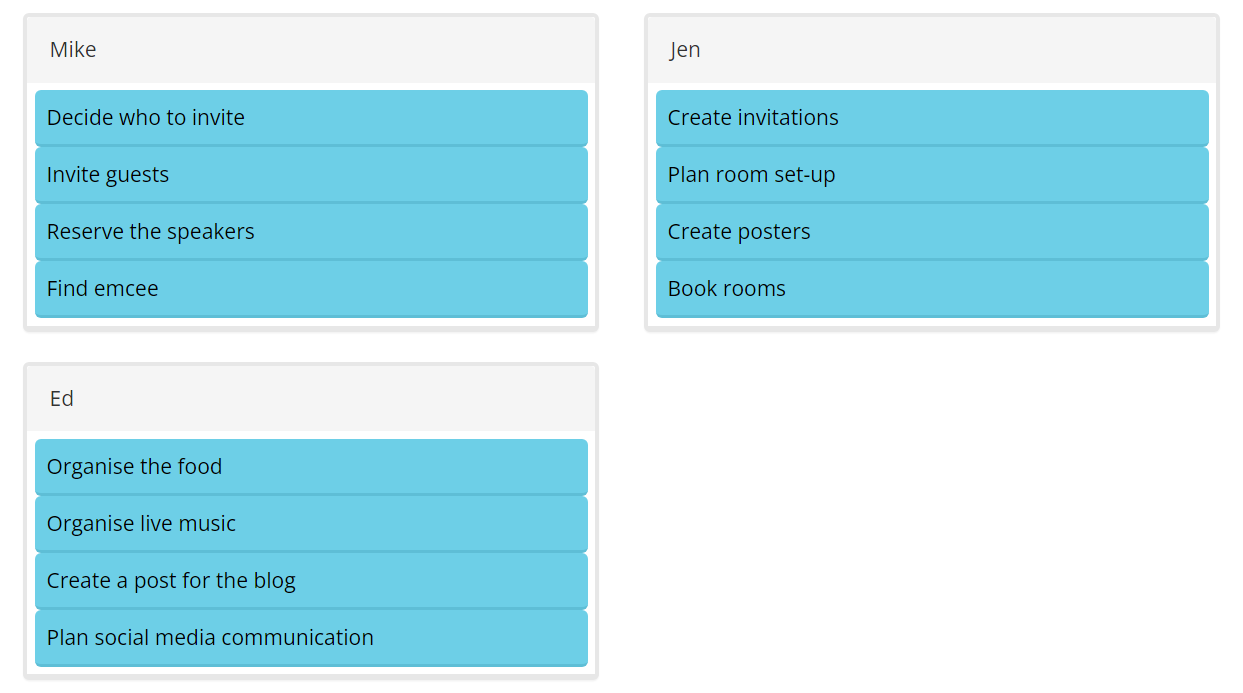 Mike
Decide who to invite
Invite guests
Reserve the speakers
Find emcee
Jen
Create invitations
Plan room set-up
Create posters
Book rooms
Ed
Organise the food
Organise live music
Create a post for the blog
Plan social media communication